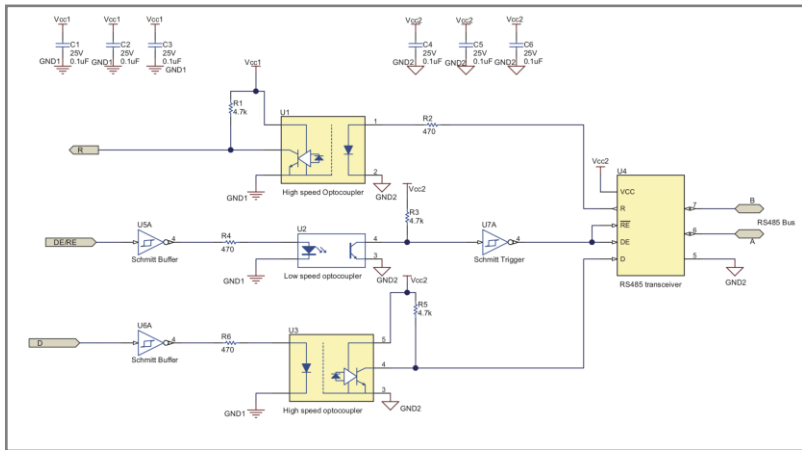 Vcc1 Vcc1 Vcc1 Vcc2 Vcc2 Vcc2
C1 C2 C3 C4 C5 C6
25V 25V 25V 25V 25V 25V
0.1uF 0.1uF 0.1uF 0.1uF 0.1uF 0.1uF
GND1 GND1 GND1 GND2 GND2 GND2
Vcc1
R1
4.7k
U1
1
2
R2
470
R
GND1
GND2
High speed Optocoupler
Vcc2
U4
VCC
R
RE
DE
D
7
6
5
B
RS485 Bus
A
GND2
RS485 transceiver
DE/RE
U5A
4
Schmitt Buffer
R4
470
U2
4
3
GND1
GND2
Low speed optocoupler
Vcc2
R3
4.7k
U7A
4
Schmitt Trigger
Vcc2
R5
4.7k
D
U6A
4
Schmitt Buffer
R6
470
U3
5
4
3
GND1
GND2
High speed optocoupler